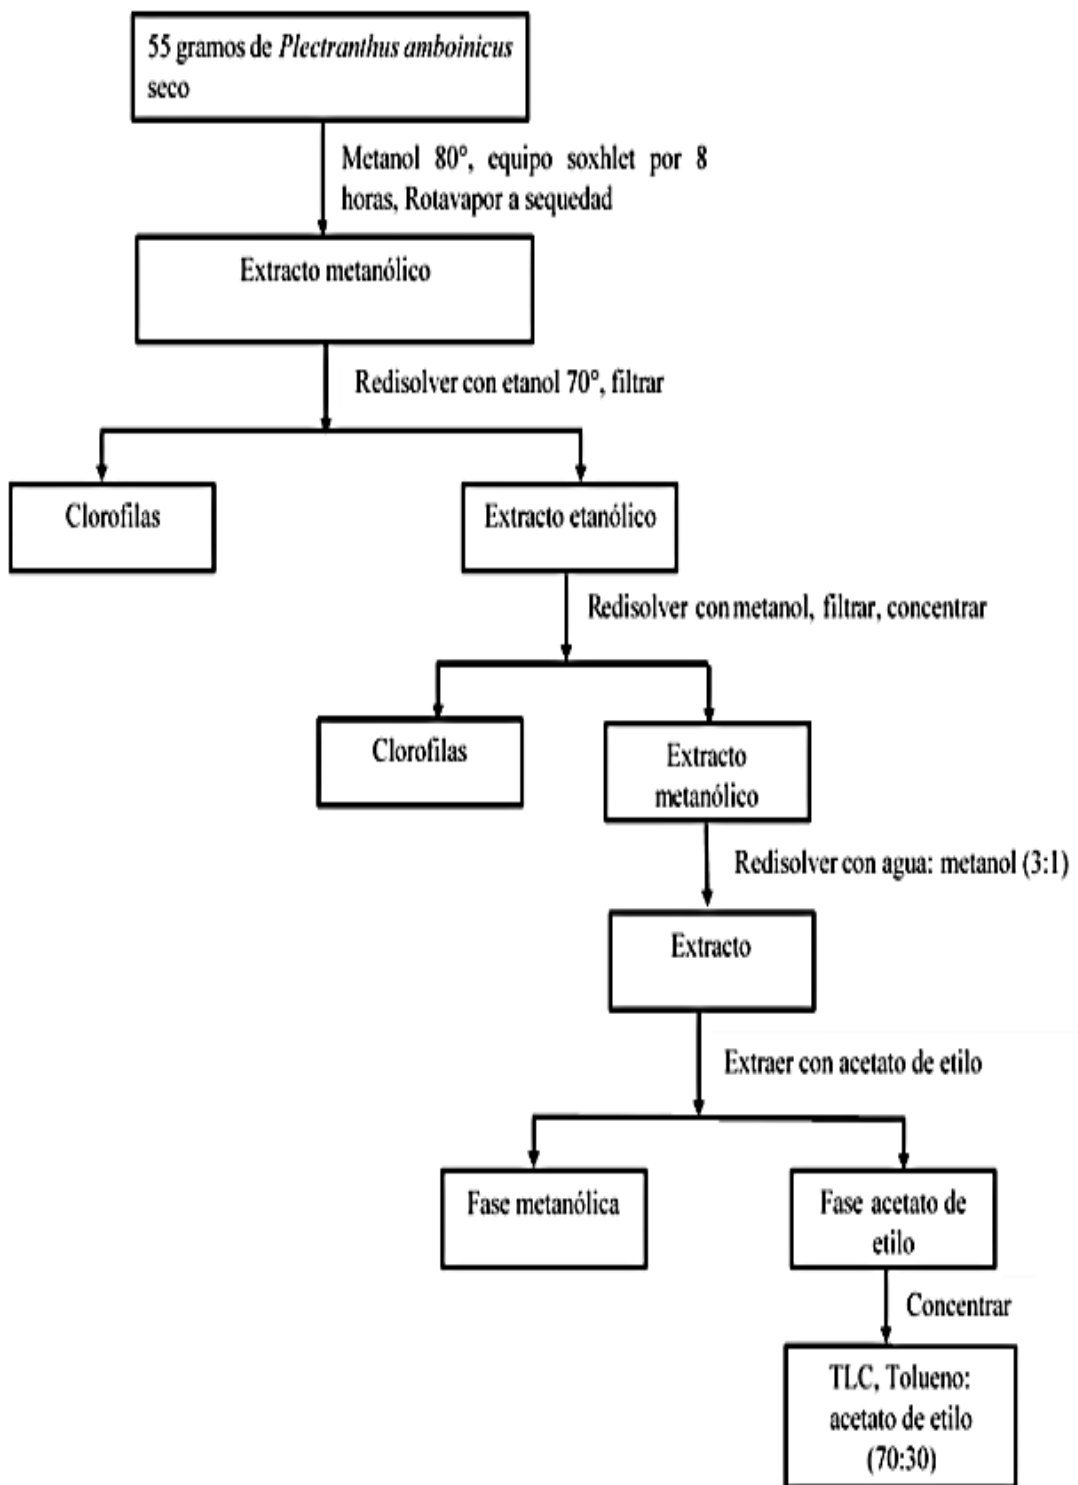 55 gramos de Plectranthus amboinicus
seco
Metanol 80°, equipo soxhlet por 8
horas, Rotavapor a sequedad
Extracto metanólico
Redisolver con etanol 70°, filtrar
Clorofilas
Extracto etanólico
Redisolver con metanol, filtrar, concentrar
Clorofilas
Extracto
metanólico
Redisolver con agua: metanol (3:1)
Extracto
Extraer con acetato de etilo
Fase metanólica
Fase acetato de
etilo
Concentrar
TLC, Tolueno:
acetato de etilo
(70:30)